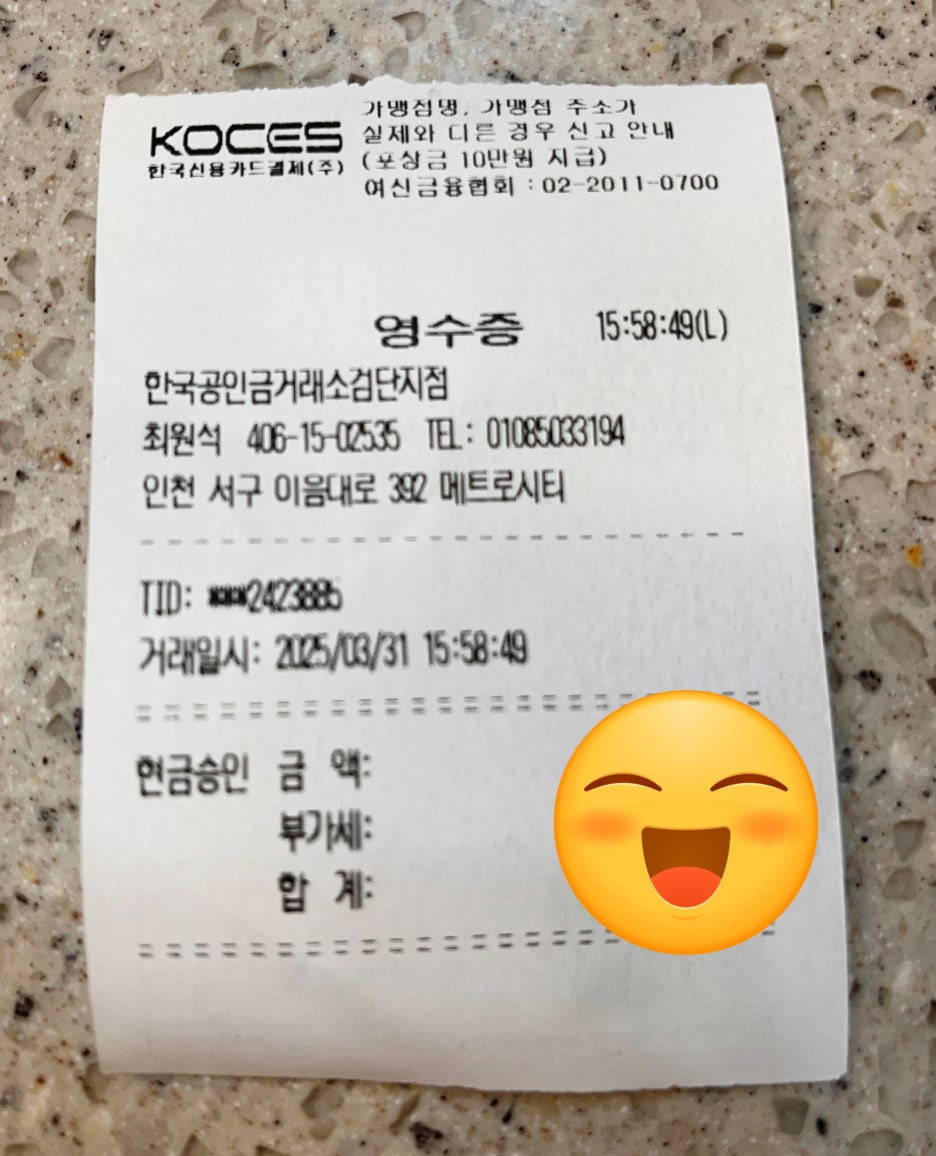 KOCES
한국신용카드결제(주)
가맹점명, 가맹점 주소가
실제와 다른 경우 신고 안내
(포상금 10만원 지급)
여신금융협회 : 02-2011-0700
영수증 15:58:49(L)
한국공인금거래소검단지점
최원석 406-15-02535 TEL: 01085033194
인천 서구 이음대로 392 메트로시티
TID: ***2423885
거래일시: 2025/03/31 15:58:49
현금승인 금 액:
부가세:
합 계: